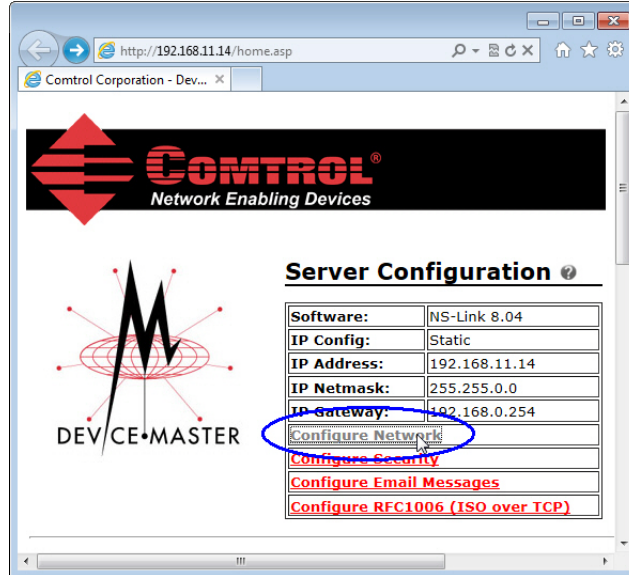 http://192.168.11.14/home.asp
Comtrol Corporation - Dev...
COMTROL®
Network Enabling Devices
Server Configuration
Software: NS-Link 8.04
IP Config: Static
IP Address: 192.168.11.14
IP Netmask: 255.255.0.0
IP Gateway: 192.168.0.254
Configure Network
Configure Security
Configure Email Messages
Configure RFC1006 (ISO over TCP)
DEVICE•MASTER